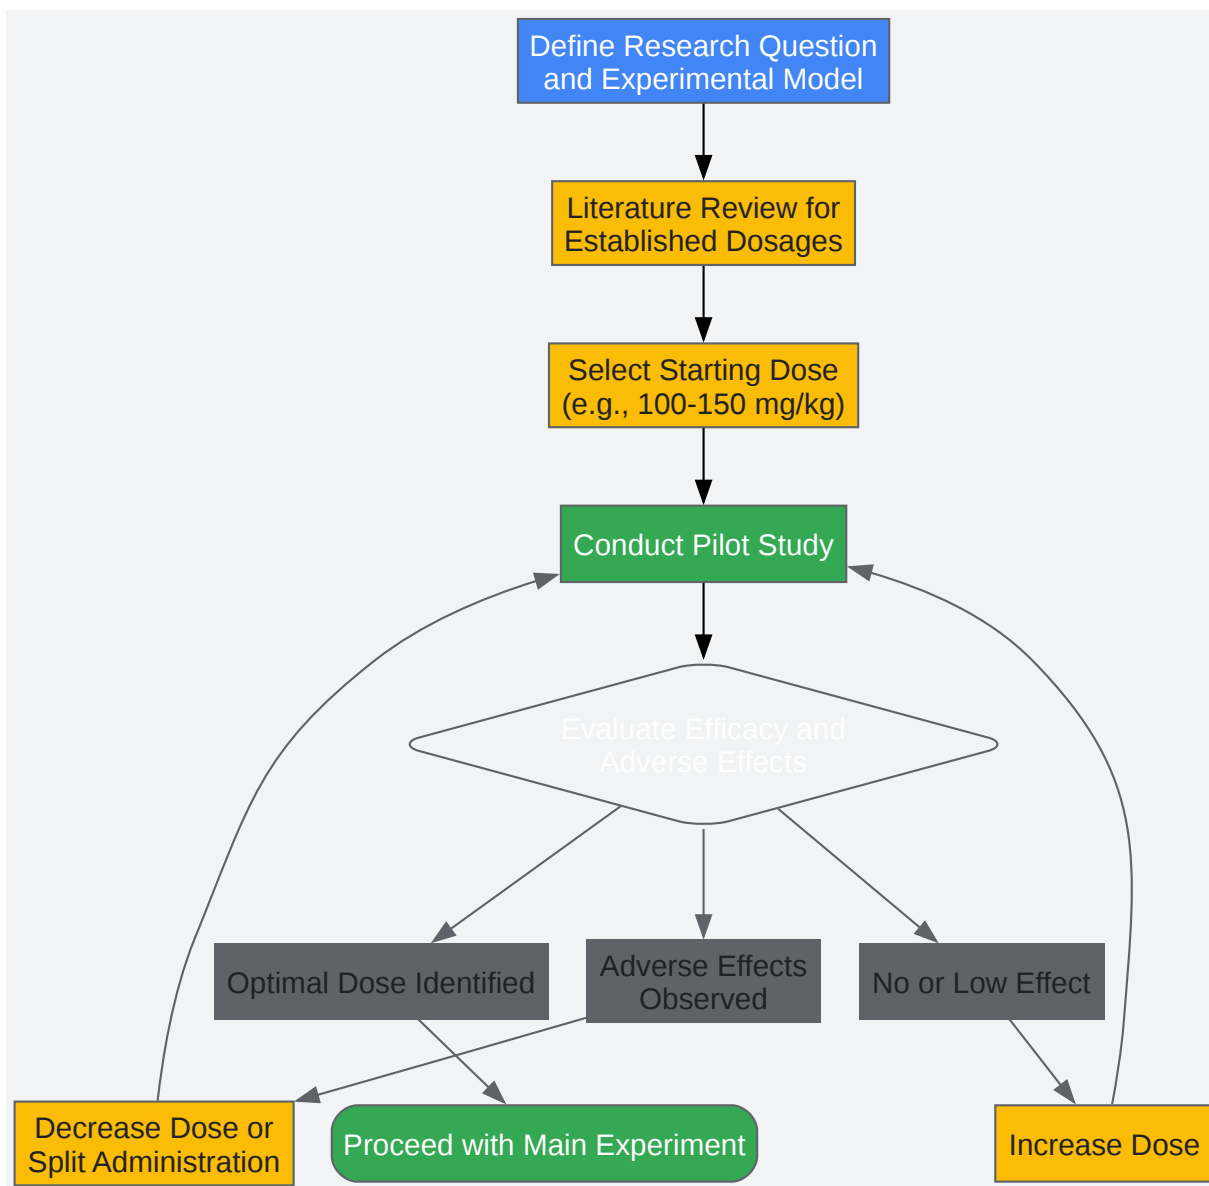 Define Research Question
and Experimental Model
Literature Review for
Established Dosages
Select Starting Dose
(e.g., 100-150 mg/kg)
Conduct Pilot Study
Evaluate Efficacy and
Adverse Effects
Optimal Dose Identified
Adverse Effects
Observed
No or Low Effect
Decrease Dose or
Split Administration
Proceed with Main Experiment
Increase Dose